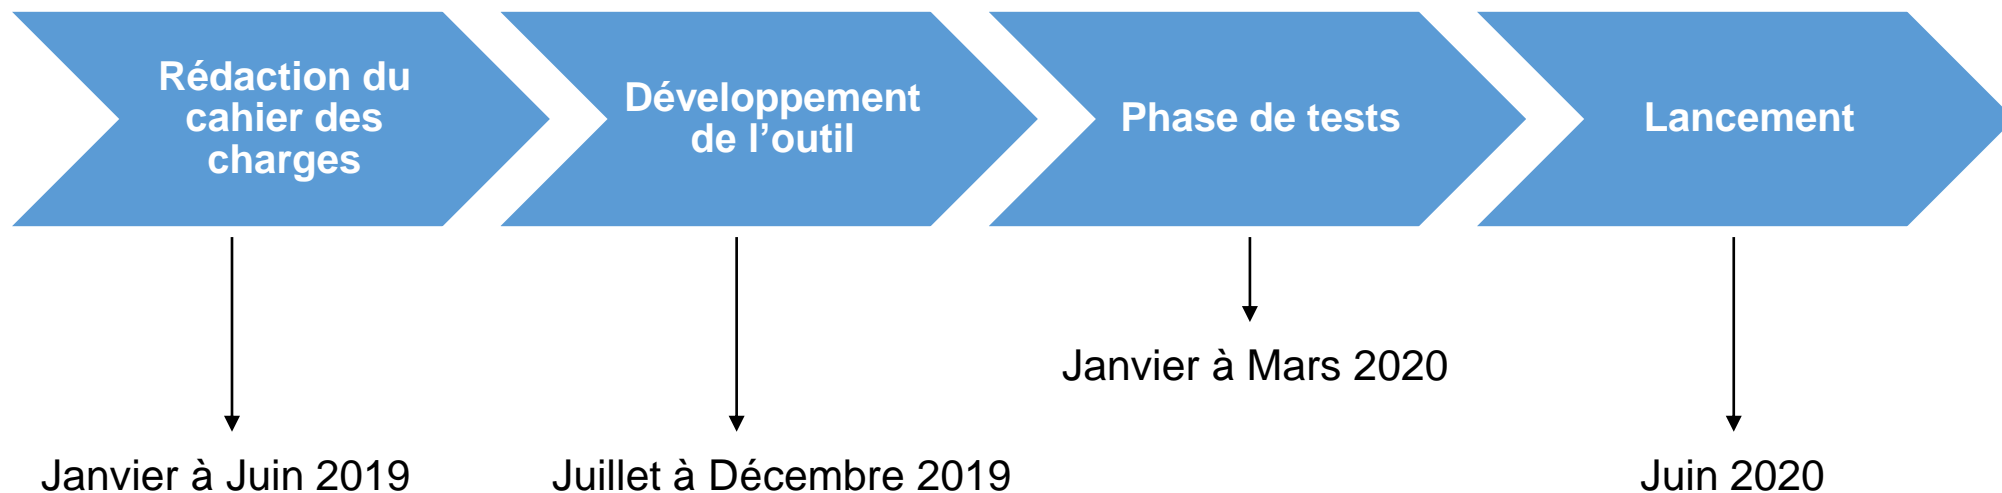 Rédaction du
cahier des
charges
Développement
de l’outil
Phase de tests
Lancement
Janvier à Mars 2020
Janvier à Juin 2019
Juillet à Décembre 2019
Juin 2020